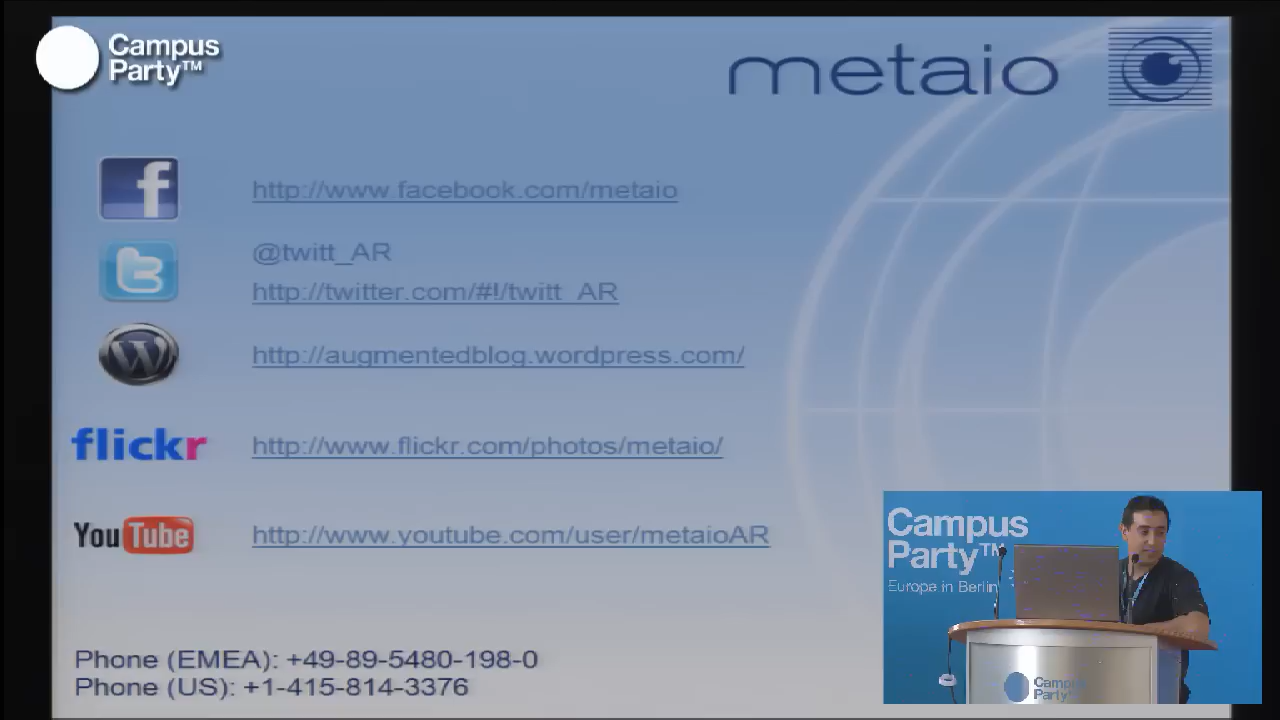 Campus
Party™
metaio
f
http://www.facebook.com/metaio
@twitt_AR
http://twitter.com/#!/twitt_AR
http://augmentedblog.wordpress.com/
flickr
http://www.flickr.com/photos/metaio/
YouTube
http://www.youtube.com/user/metaioAR
Phone (EMEA): +49-89-5480-198-0
Phone (US): +1-415-814-3376
Campus
Party™
Europe in Berlin
Campus
Party™